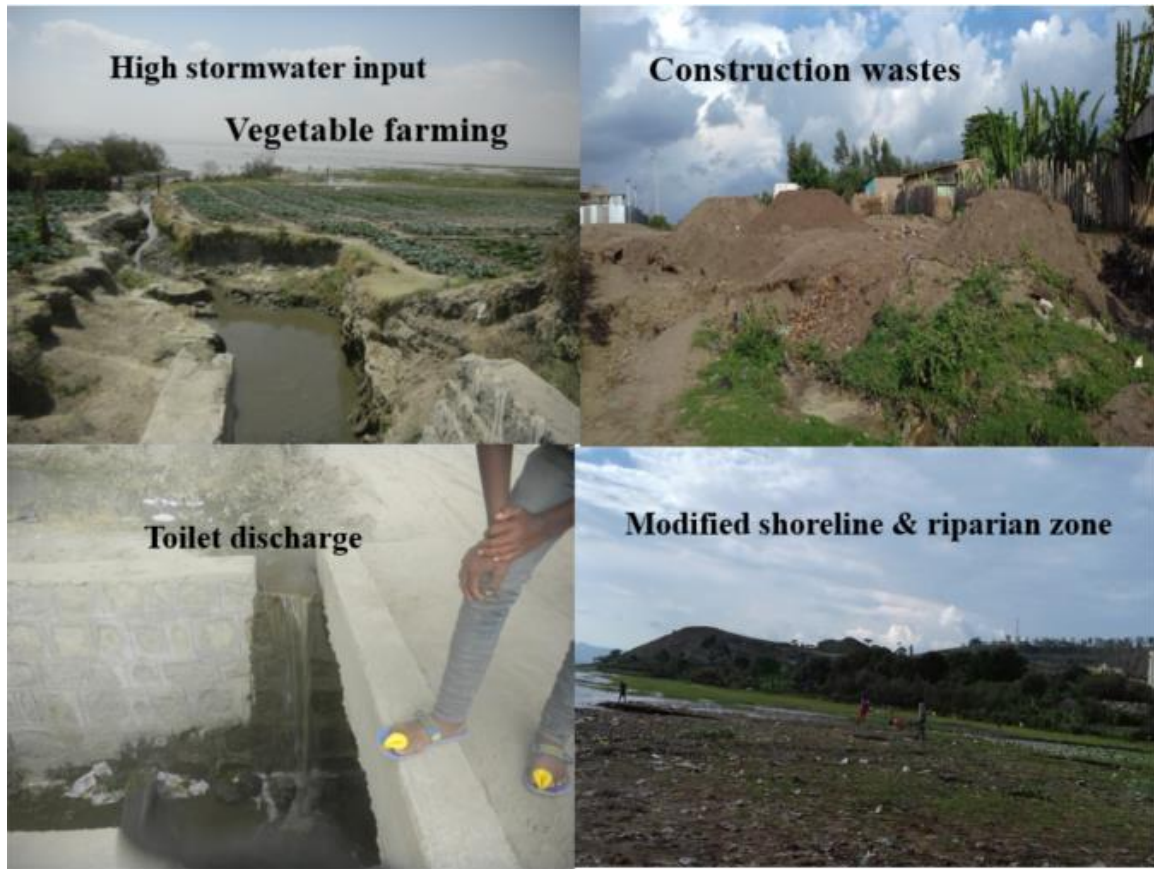 High stormwater input
Vegetable farming
Construction wastes
Toilet discharge
Modified shoreline & riparian zone